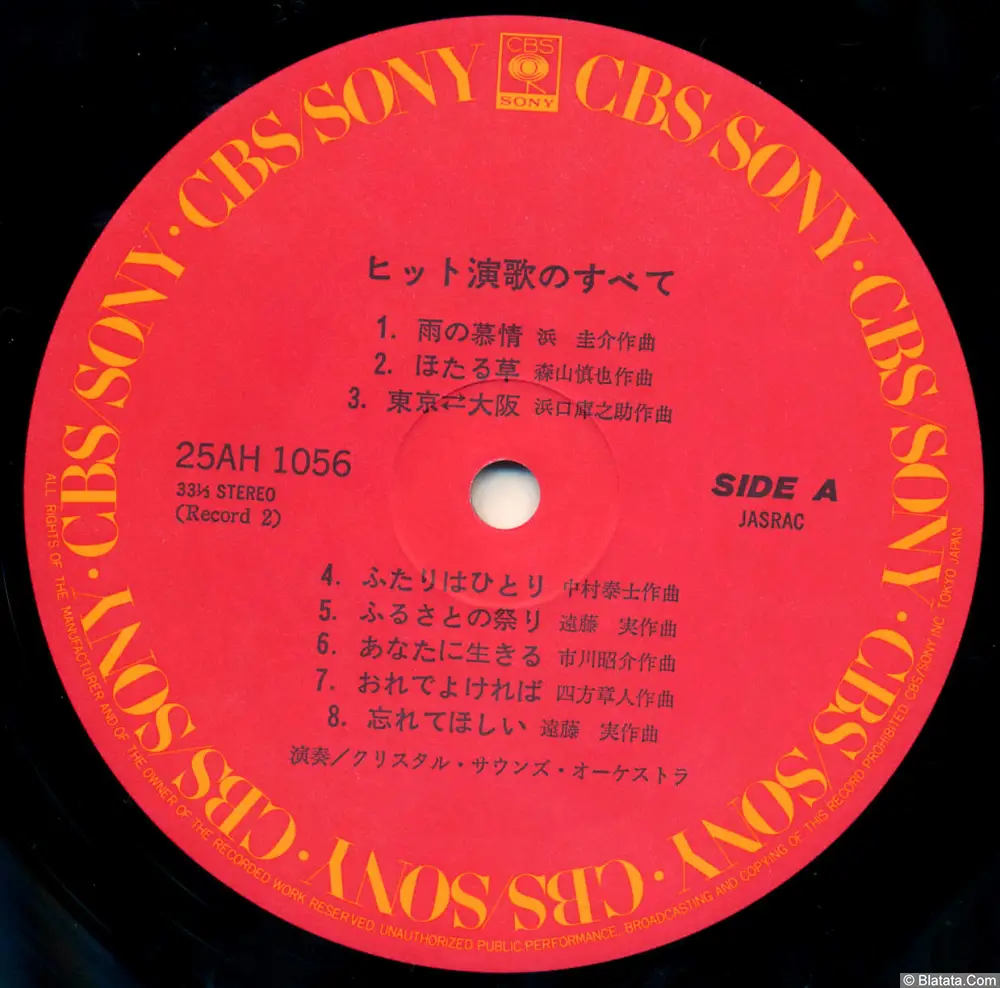 CBS
SONY
CBS/SONY · CBS/SONY · CBS/SONY · CBS/SONY · CBS/SONY · CBS/SONY · CBS/SONY · CBS/SONY · CBS/SONY
ヒット演歌のすべて
1. 雨の慕情 浜 圭介作曲
2. ほたる草 森山慎也作曲
3. 東京⇄大阪 浜口庫之助作曲
25AH 1056
33⅓ STEREO
(Record 2)
SIDE A
JASRAC
4. ふたりはひとり 中村泰士作曲
5. ふるさとの祭り 遠藤 実作曲
6. あなたに生きる 市川昭介作曲
7. おれでよければ 四方章人作曲
8. 忘れてほしい 遠藤 実作曲
演奏/クリスタル・サウンズ・オーケストラ
ALL RIGHTS OF THE MANUFACTURER AND OF THE OWNER OF THE RECORDED WORK RESERVED. UNAUTHORIZED PUBLIC PERFORMANCE. BROADCASTING AND COPYING OF THIS RECORD PROHIBITED CBS/SONY INC. TOKYO JAPAN
© Blatata.Com